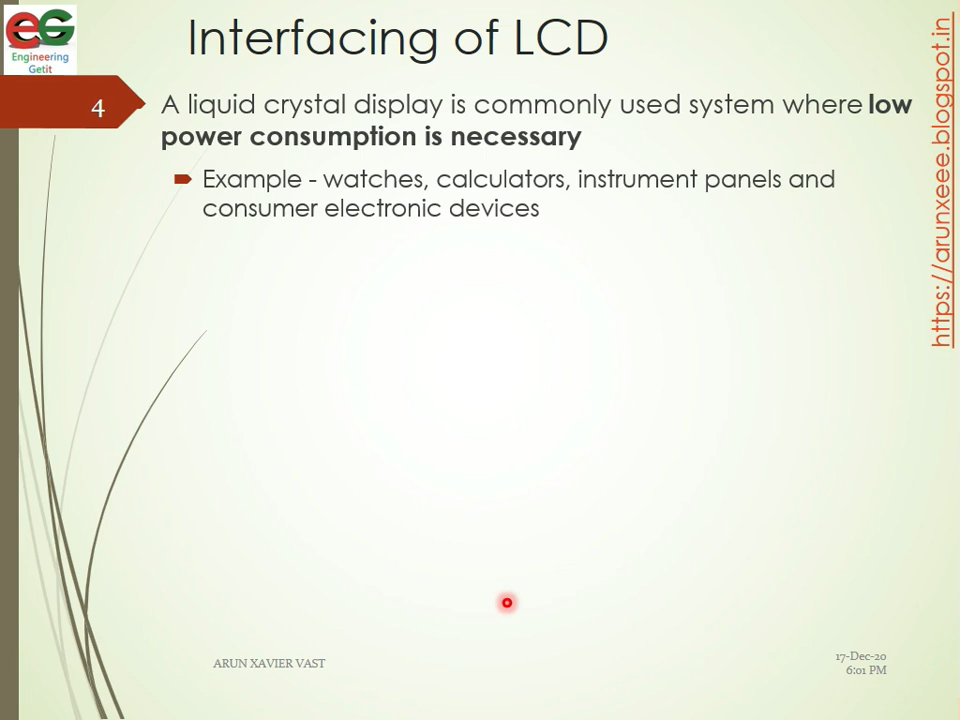 Interfacing of LCD
EG
Engineering
Getit
4
A liquid crystal display is commonly used system where low
power consumption is necessary
Example - watches, calculators, instrument panels and
consumer electronic devices
https://arunxeee.blogspot.in
ARUN XAVIER VAST
17-Dec-20
6:01 PM